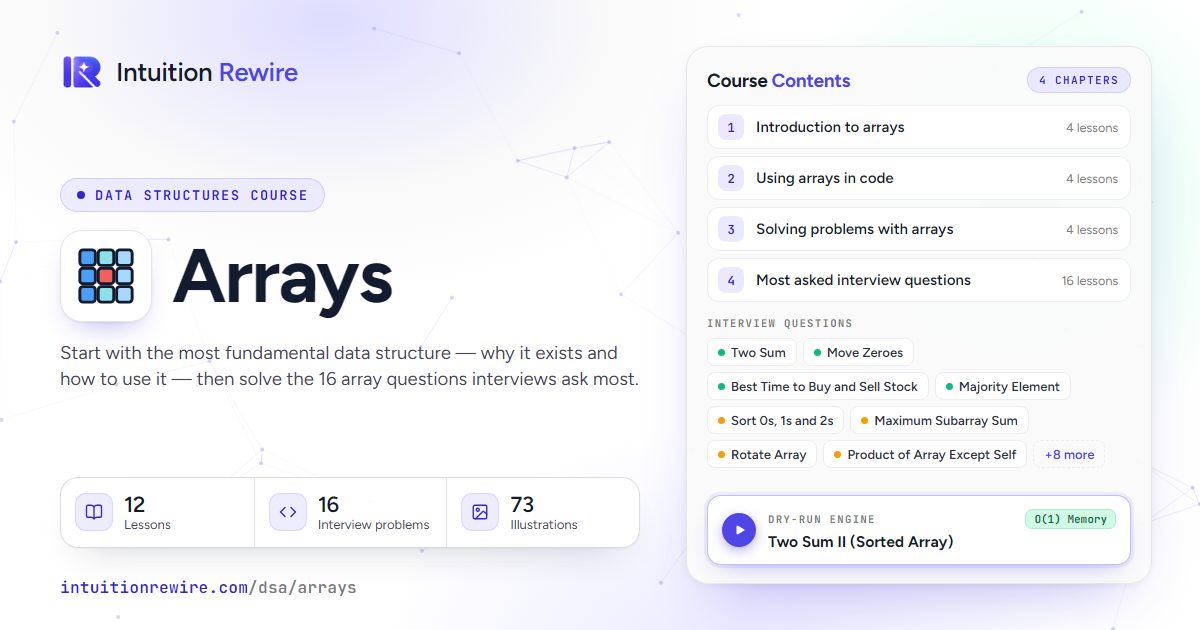 Intuition Rewire
DATA STRUCTURES COURSE
Arrays
Start with the most fundamental data structure — why it exists and
how to use it — then solve the 16 array questions interviews ask most.
12
Lessons
16
Interview problems
73
Illustrations
intuitionrewire.com/dsa/arrays
Course Contents
4 CHAPTERS
1 Introduction to arrays 4 lessons
2 Using arrays in code 4 lessons
3 Solving problems with arrays 4 lessons
4 Most asked interview questions 16 lessons
INTERVIEW QUESTIONS
Two Sum Move Zeroes
Best Time to Buy and Sell Stock Majority Element
Sort 0s, 1s and 2s Maximum Subarray Sum
Rotate Array Product of Array Except Self +8 more
DRY-RUN ENGINE O(1) Memory
Two Sum II (Sorted Array)